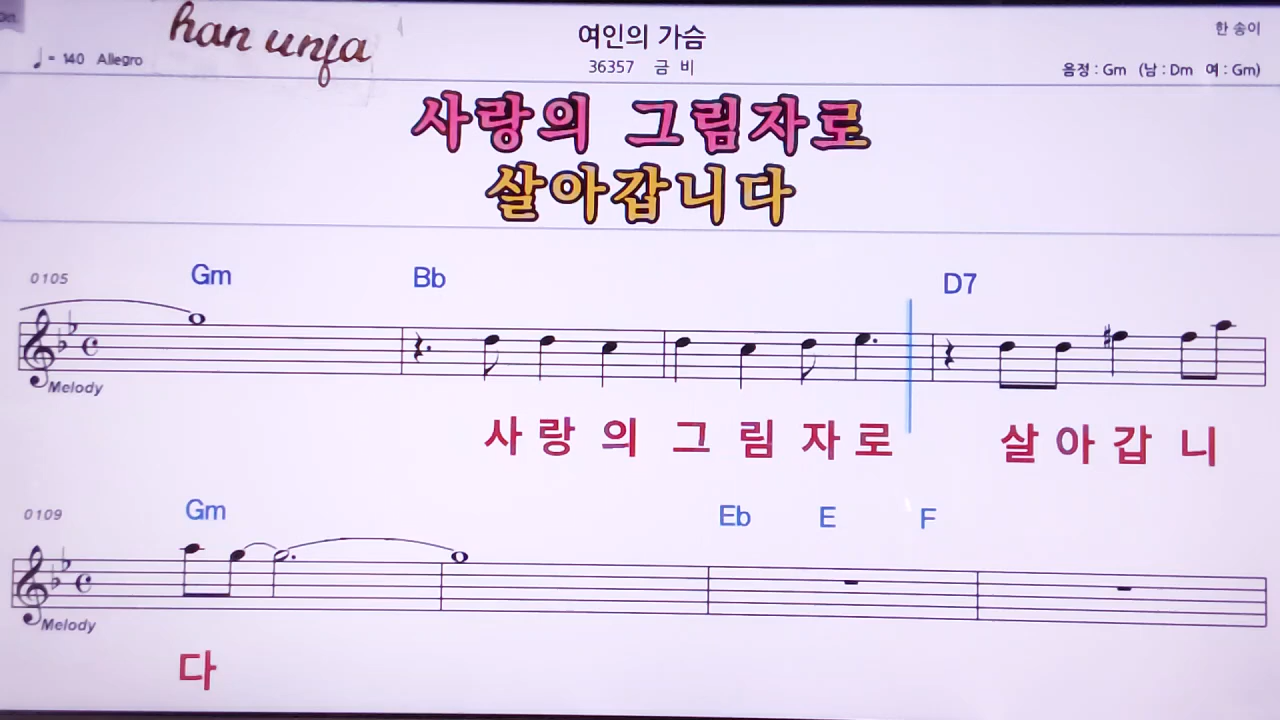 han unfa
여인의 가슴
한 송이
♩= 140 Allegro
36357 금 비
음정 : Gm (남 : Dm 여 : Gm)
사랑의 그림자로
살아갑니다
0105 Gm Bb D7
Melody
사 랑 의 그 림 자 로 살 아 갑 니
0109 Gm Eb E F
Melody
다